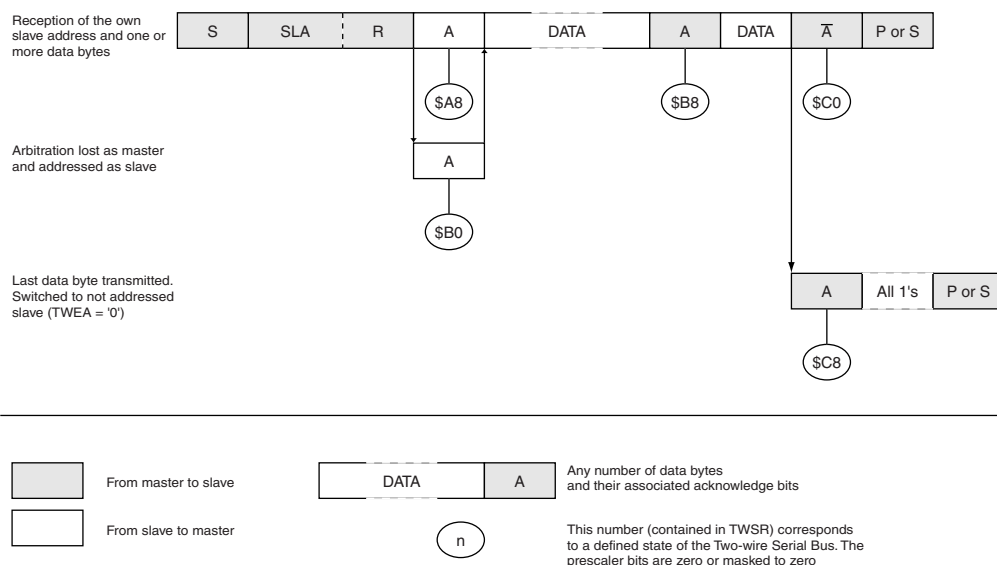 Reception of the own
slave address and one or
more data bytes
S SLA R A DATA A DATA A̅ P or S
$A8 $B8 $C0
Arbitration lost as master
and addressed as slave
A
$B0
Last data byte transmitted.
Switched to not addressed
slave (TWEA = '0')
A All 1's P or S
$C8
From master to slave
From slave to master
DATA A
Any number of data bytes
and their associated acknowledge bits
n
This number (contained in TWSR) corresponds
to a defined state of the Two-wire Serial Bus. The
prescaler bits are zero or masked to zero